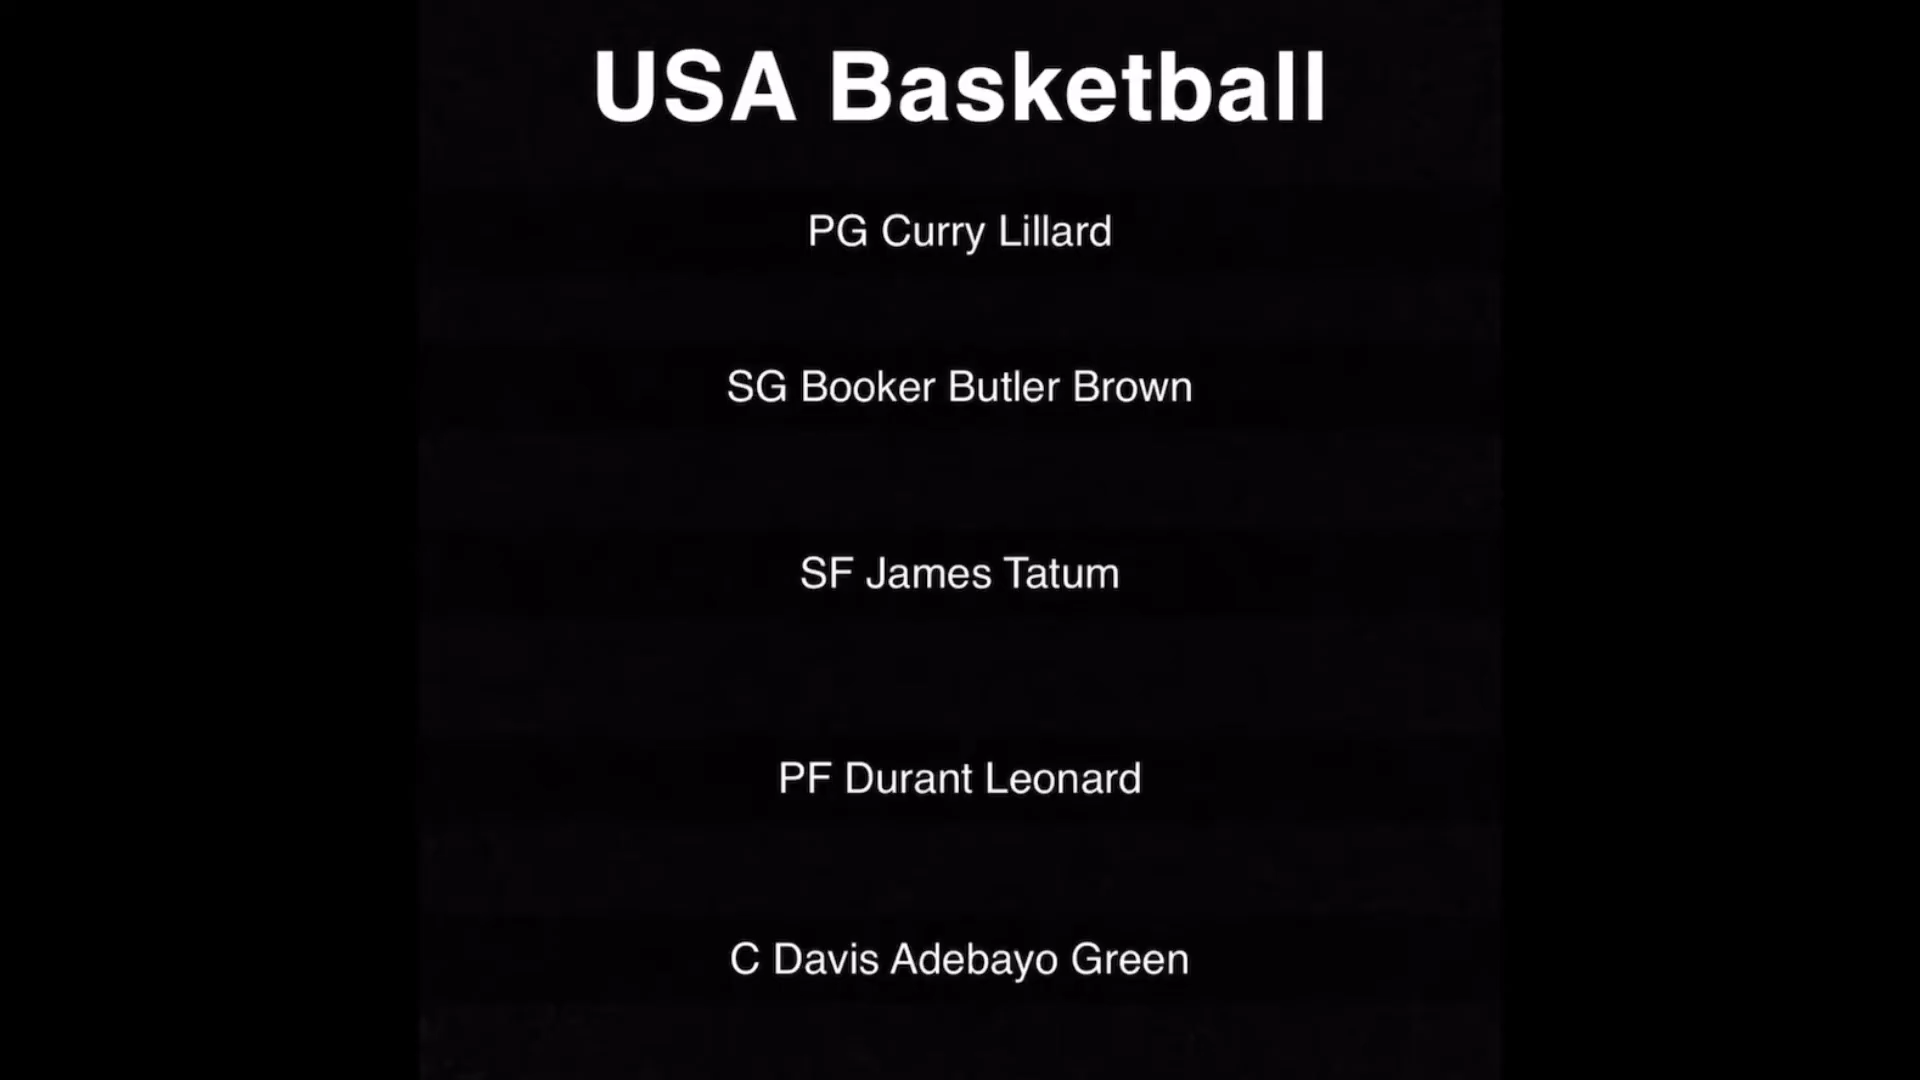 USA Basketball
PG Curry Lillard
SG Booker Butler Brown
SF James Tatum
PF Durant Leonard
C Davis Adebayo Green